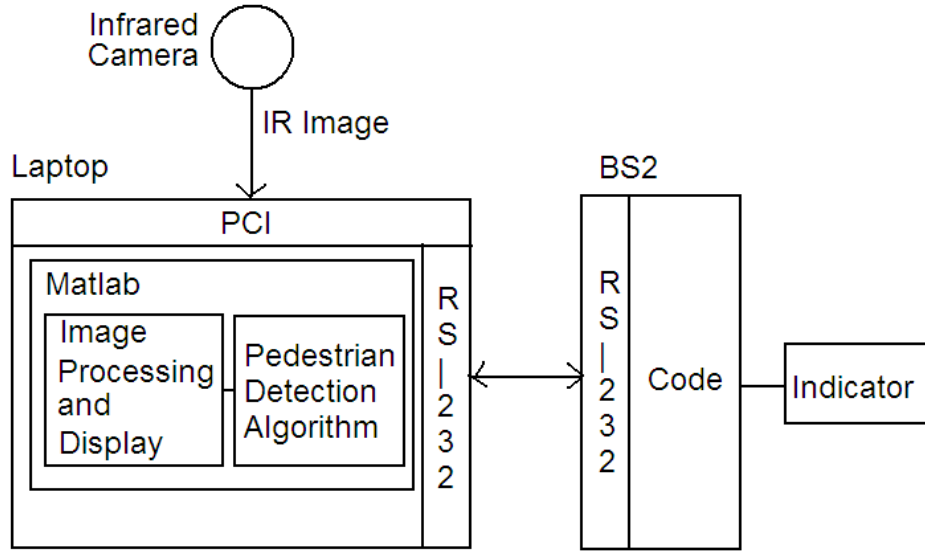 Infrared
Camera
IR Image
Laptop
PCI
Matlab
Image
Processing
and
Display
Pedestrian
Detection
Algorithm
R
S
|
2
3
2
BS2
R
S
|
2
3
2
Code
Indicator